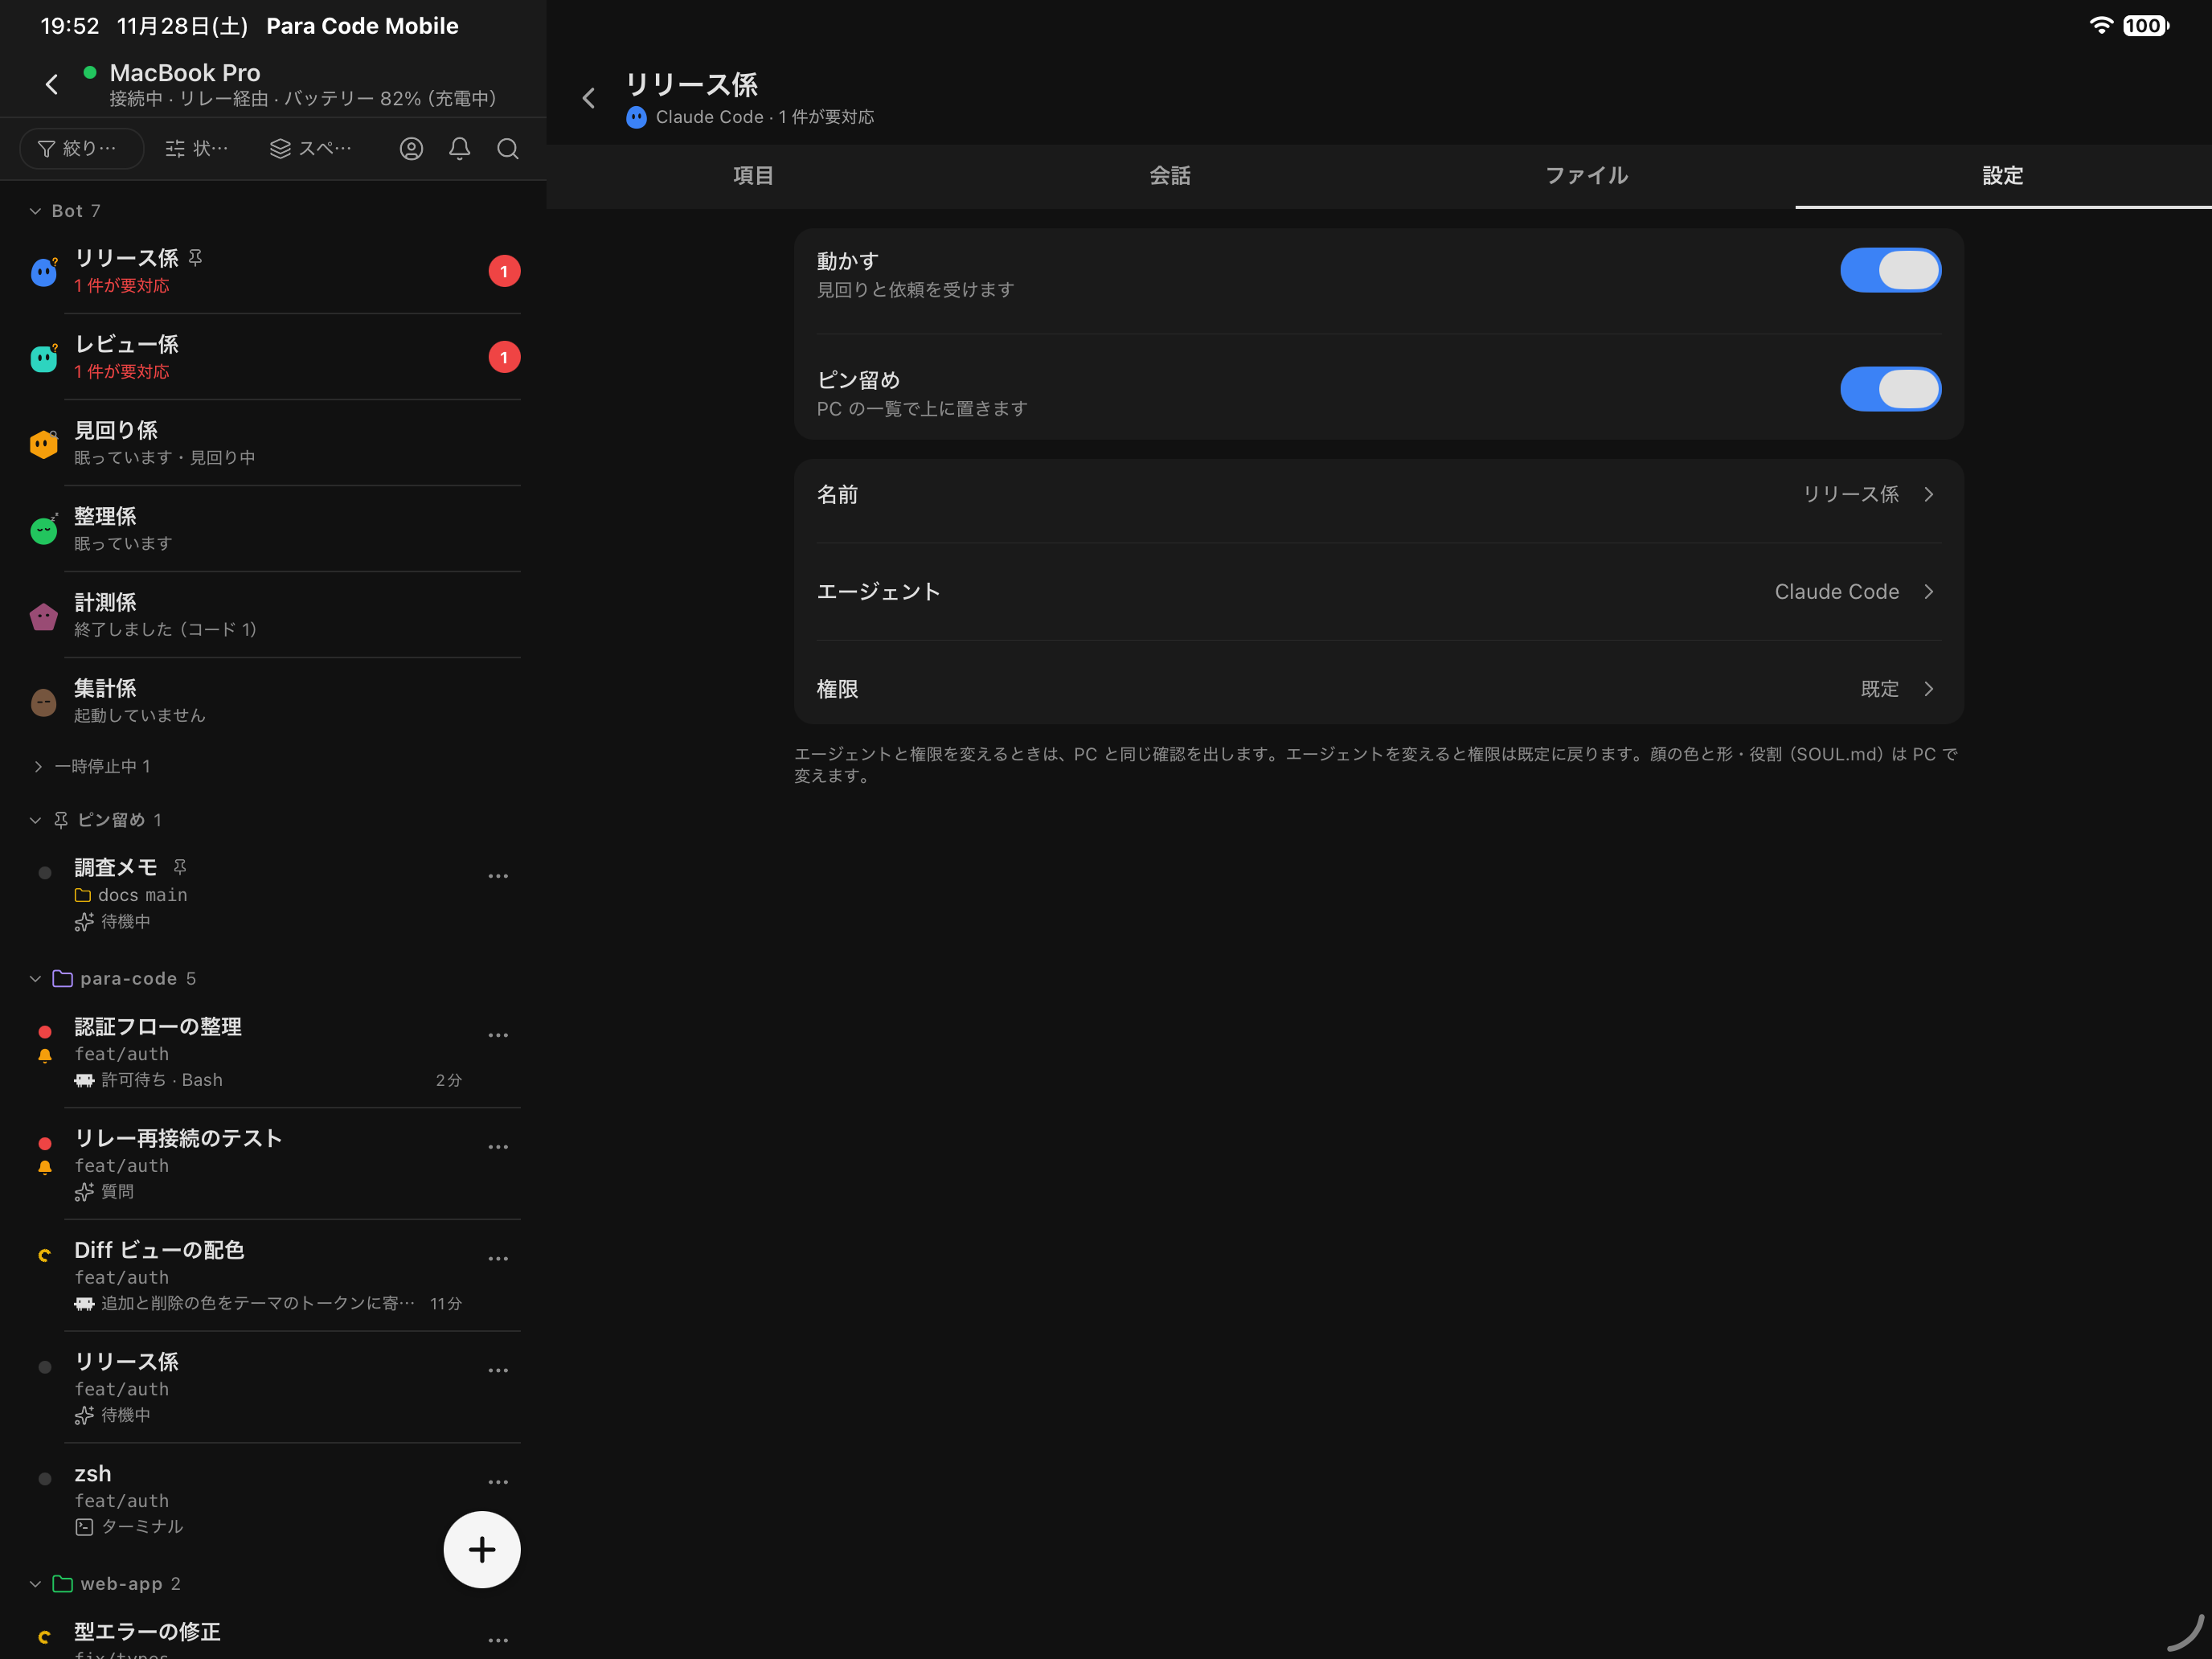 19:52 11月28日(土) Para Code Mobile
100
MacBook Pro
接続中 · リレー経由 · バッテリー 82%（充電中）
絞り…
状…
スペ…
Bot 7
リリース係
1 件が要対応
1
レビュー係
1 件が要対応
1
見回り係
眠っています・見回り中
整理係
眠っています
計測係
終了しました（コード 1）
集計係
起動していません
一時停止中 1
ピン留め 1
調査メモ
docs main
待機中
para-code 5
認証フローの整理
feat/auth
許可待ち · Bash
2分
リレー再接続のテスト
feat/auth
質問
Diff ビューの配色
feat/auth
追加と削除の色をテーマのトークンに寄…
11分
リリース係
feat/auth
待機中
zsh
feat/auth
ターミナル
web-app 2
型エラーの修正
fix/types
リリース係
Claude Code · 1 件が要対応
項目
会話
ファイル
設定
動かす
見回りと依頼を受けます
ピン留め
PC の一覧で上に置きます
名前
リリース係
エージェント
Claude Code
権限
既定
エージェントと権限を変えるときは、PC と同じ確認を出します。エージェントを変えると権限は既定に戻ります。顔の色と形・役割（SOUL.md）は PC で
変えます。